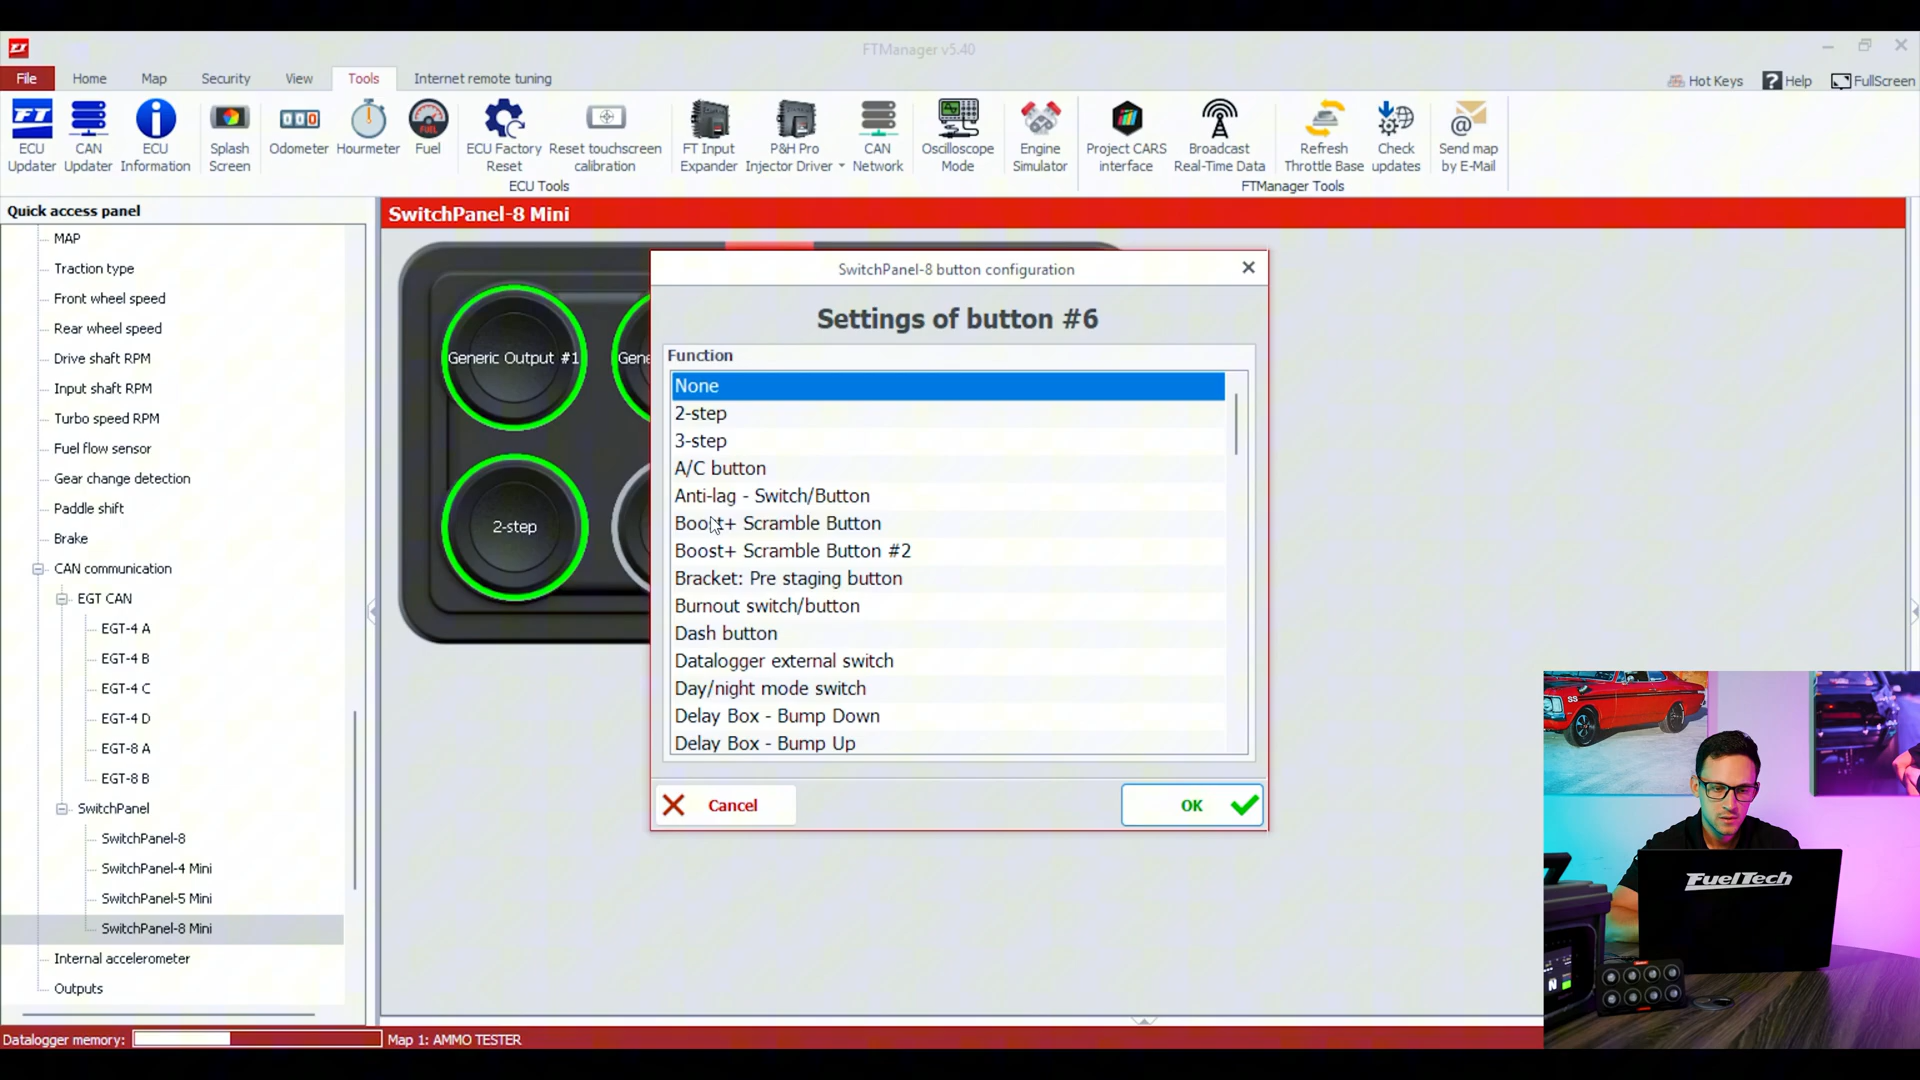 FTManager v5.40
File Home Map Security View Tools Internet remote tuning
Hot Keys ? Help FullScreen
ECU Updater
CAN Updater
ECU Information
Splash Screen
Odometer
Hourmeter
Fuel
ECU Factory Reset
Reset touchscreen calibration
FT Input Expander
P&H Pro Injector Driver
CAN Network
Oscilloscope Mode
Engine Simulator
Project CARS interface
Broadcast Real-Time Data
Refresh Throttle Base
Check updates
Send map by E-Mail
ECU Tools
FTManager Tools
Quick access panel
MAP
Traction type
Front wheel speed
Rear wheel speed
Drive shaft RPM
Input shaft RPM
Turbo speed RPM
Fuel flow sensor
Gear change detection
Paddle shift
Brake
CAN communication
EGT CAN
EGT-4 A
EGT-4 B
EGT-4 C
EGT-4 D
EGT-8 A
EGT-8 B
SwitchPanel
SwitchPanel-8
SwitchPanel-4 Mini
SwitchPanel-5 Mini
SwitchPanel-8 Mini
Internal accelerometer
Outputs
SwitchPanel-8 Mini
Generic Output #1
Gene
2-step
SwitchPanel-8 button configuration
Settings of button #6
Function
None
2-step
3-step
A/C button
Anti-lag - Switch/Button
Boost+ Scramble Button
Boost+ Scramble Button #2
Bracket: Pre staging button
Burnout switch/button
Dash button
Datalogger external switch
Day/night mode switch
Delay Box - Bump Down
Delay Box - Bump Up
Cancel
OK
SS
FuelTech
N
Datalogger memory:
Map 1: AMMO TESTER